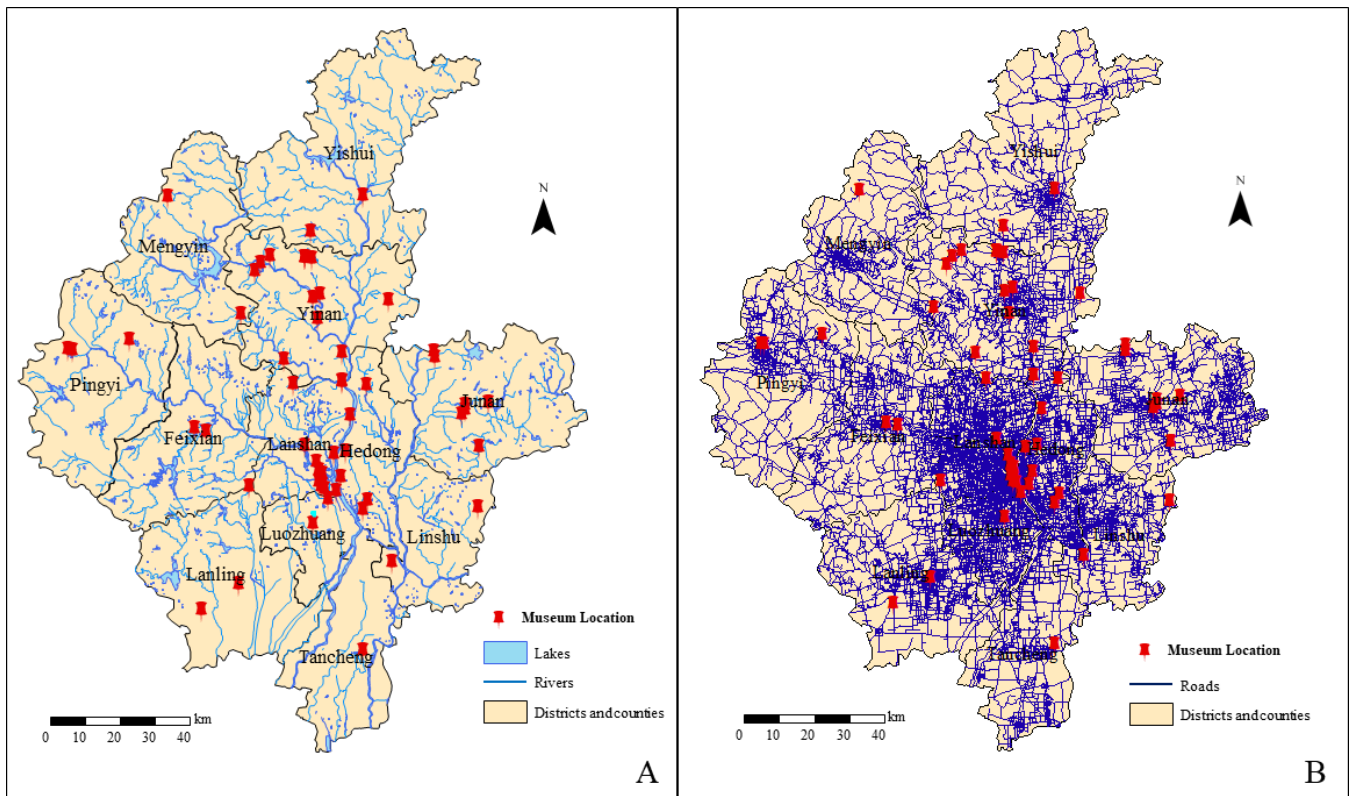 Yishui
N
Mengyin
Yinan
Pingyi
Junan
Feixian
Lanshan
Hedong
Luozhuang
Linshu
Lanling
Museum Location
Lakes
Tancheng
Rivers
Districts and counties
km
0 10 20 30 40
A
Yishui
N
Mengyin
Yinan
Pingyi
Junan
Feixian
Lanshan
Hedong
Luozhuang
Linshu
Lanling
Museum Location
Tancheng
Roads
Districts and counties
km
0 10 20 30 40
B